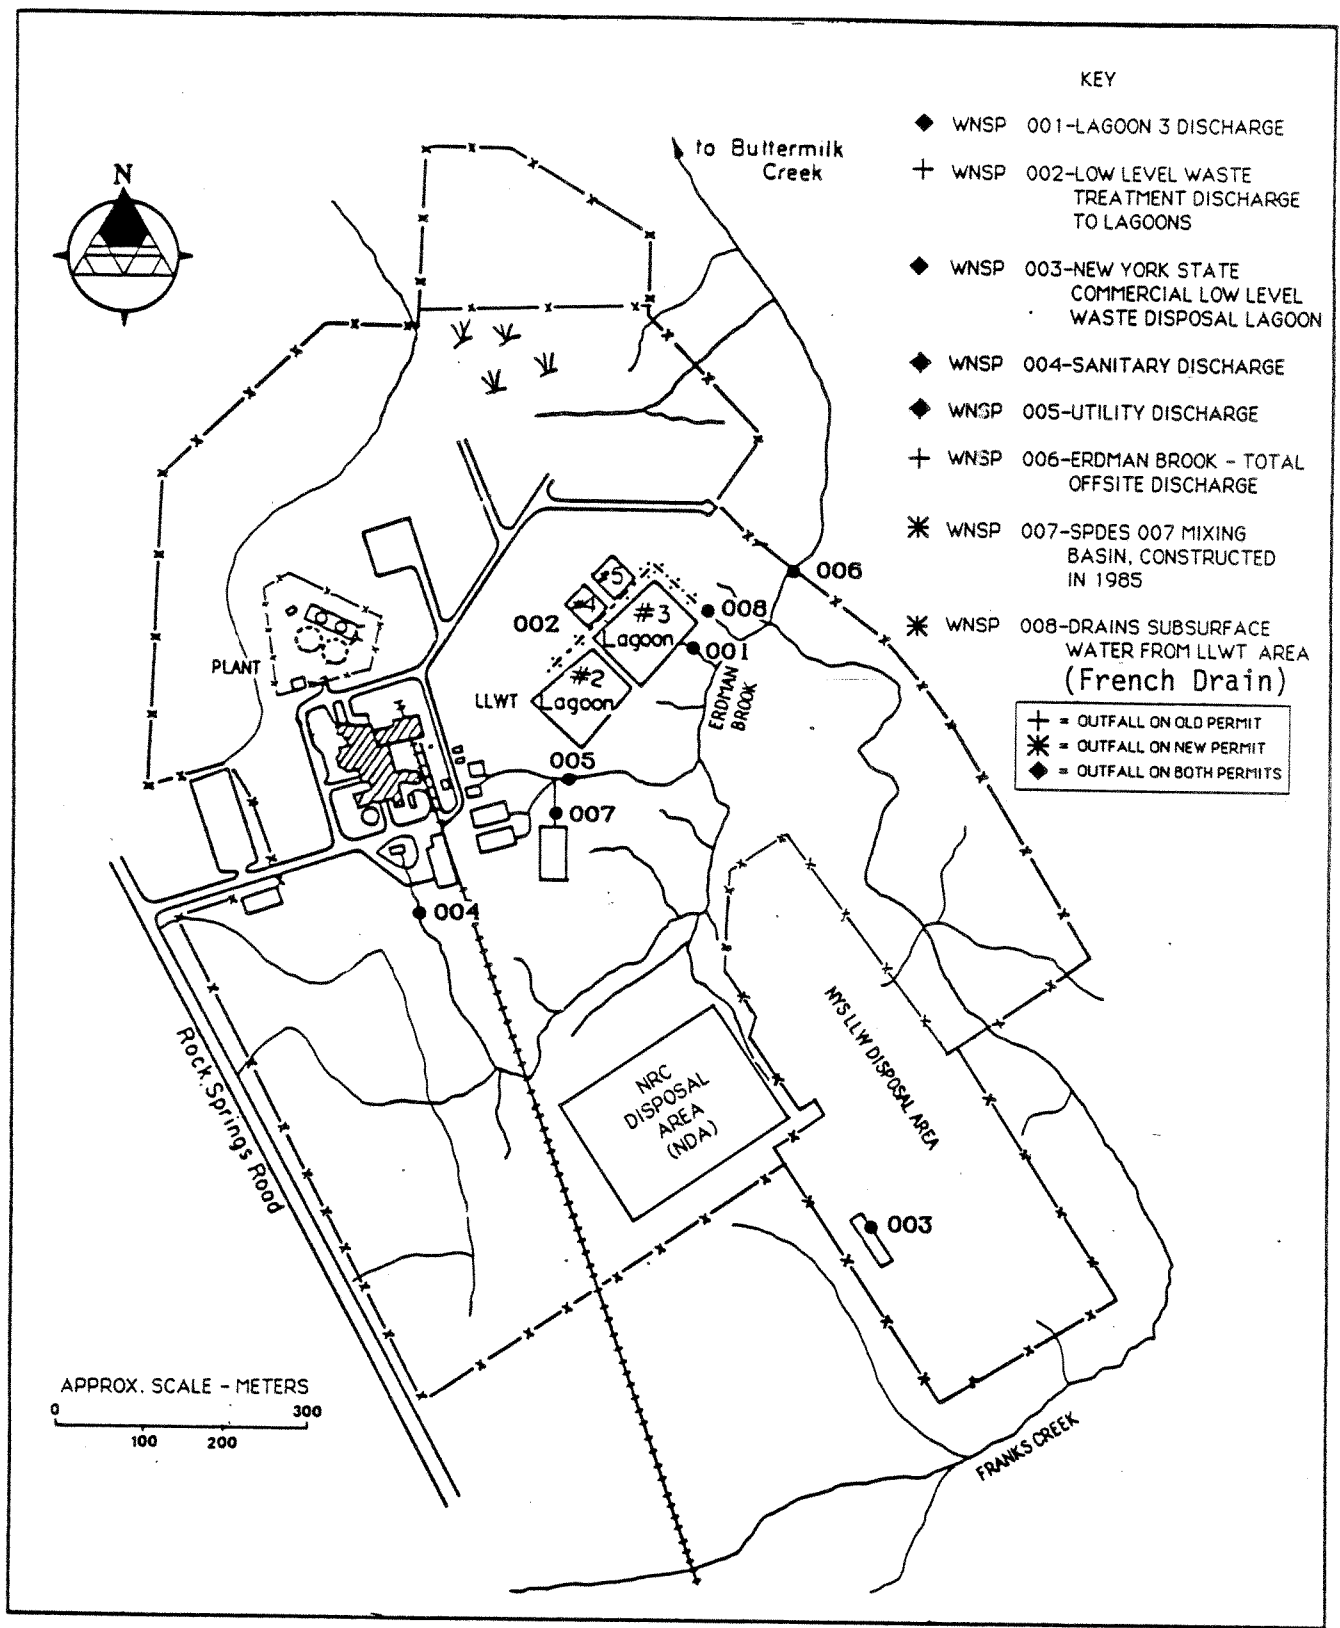 KEY
◆ WNSP 001-LAGOON 3 DISCHARGE
+ WNSP 002-LOW LEVEL WASTE
TREATMENT DISCHARGE
TO LAGOONS
◆ WNSP 003-NEW YORK STATE
COMMERCIAL LOW LEVEL
WASTE DISPOSAL LAGOON
◆ WNSP 004-SANITARY DISCHARGE
◆ WNSP 005-UTILITY DISCHARGE
+ WNSP 006-ERDMAN BROOK - TOTAL
OFFSITE DISCHARGE
✳ WNSP 007-SPDES 007 MIXING
BASIN, CONSTRUCTED
IN 1985
✳ WNSP 008-DRAINS SUBSURFACE
WATER FROM LLWT AREA
(French Drain)
+ = OUTFALL ON OLD PERMIT
✳ = OUTFALL ON NEW PERMIT
◆ = OUTFALL ON BOTH PERMITS
N
to Buttermilk
Creek
006
#5
#4
008
002
#3
Lagoon
001
PLANT
#2
Lagoon
LLWT
ERDMAN
BROOK
005
007
004
NYS LLW DISPOSAL AREA
NRC
DISPOSAL
AREA
(NDA)
Rock Springs Road
003
FRANKS CREEK
APPROX. SCALE - METERS
0 300
100 200